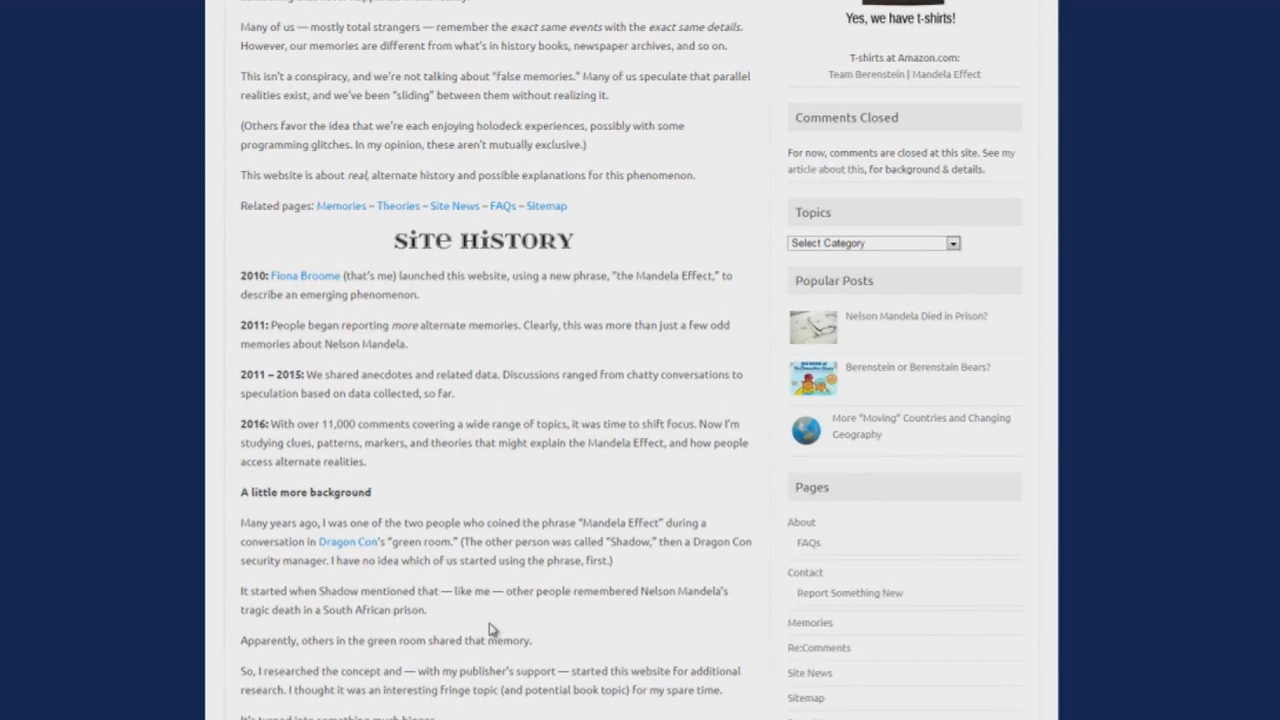 Many of us — mostly total strangers — remember the exact same events with the exact same details.
However, our memories are different from what's in history books, newspaper archives, and so on.
This isn't a conspiracy, and we're not talking about "false memories." Many of us speculate that parallel
realities exist, and we've been "sliding" between them without realizing it.
(Others favor the idea that we're each enjoying holodeck experiences, possibly with some
programming glitches. In my opinion, these aren't mutually exclusive.)
This website is about real, alternate history and possible explanations for this phenomenon.
Related pages: Memories – Theories – Site News – FAQs – Sitemap
SiTe HiSTORY
2010: Fiona Broome (that's me) launched this website, using a new phrase, "the Mandela Effect," to
describe an emerging phenomenon.
2011: People began reporting more alternate memories. Clearly, this was more than just a few odd
memories about Nelson Mandela.
2011 – 2015: We shared anecdotes and related data. Discussions ranged from chatty conversations to
speculation based on data collected, so far.
2016: With over 11,000 comments covering a wide range of topics, it was time to shift focus. Now I'm
studying clues, patterns, markers, and theories that might explain the Mandela Effect, and how people
access alternate realities.
A little more background
Many years ago, I was one of the two people who coined the phrase "Mandela Effect" during a
conversation in Dragon Con's "green room." (The other person was called "Shadow," then a Dragon Con
security manager. I have no idea which of us started using the phrase, first.)
It started when Shadow mentioned that — like me — other people remembered Nelson Mandela's
tragic death in a South African prison.
Apparently, others in the green room shared that memory.
So, I researched the concept and — with my publisher's support — started this website for additional
research. I thought it was an interesting fringe topic (and potential book topic) for my spare time.
It's turned into something much bigger.
Yes, we have t-shirts!
T-shirts at Amazon.com:
Team Berenstein | Mandela Effect
Comments Closed
For now, comments are closed at this site. See my
article about this, for background & details.
Topics
Select Category
Popular Posts
Nelson Mandela Died in Prison?
Berenstein or Berenstain Bears?
More "Moving" Countries and Changing
Geography
Pages
About
FAQs
Contact
Report Something New
Memories
Re:Comments
Site News
Sitemap